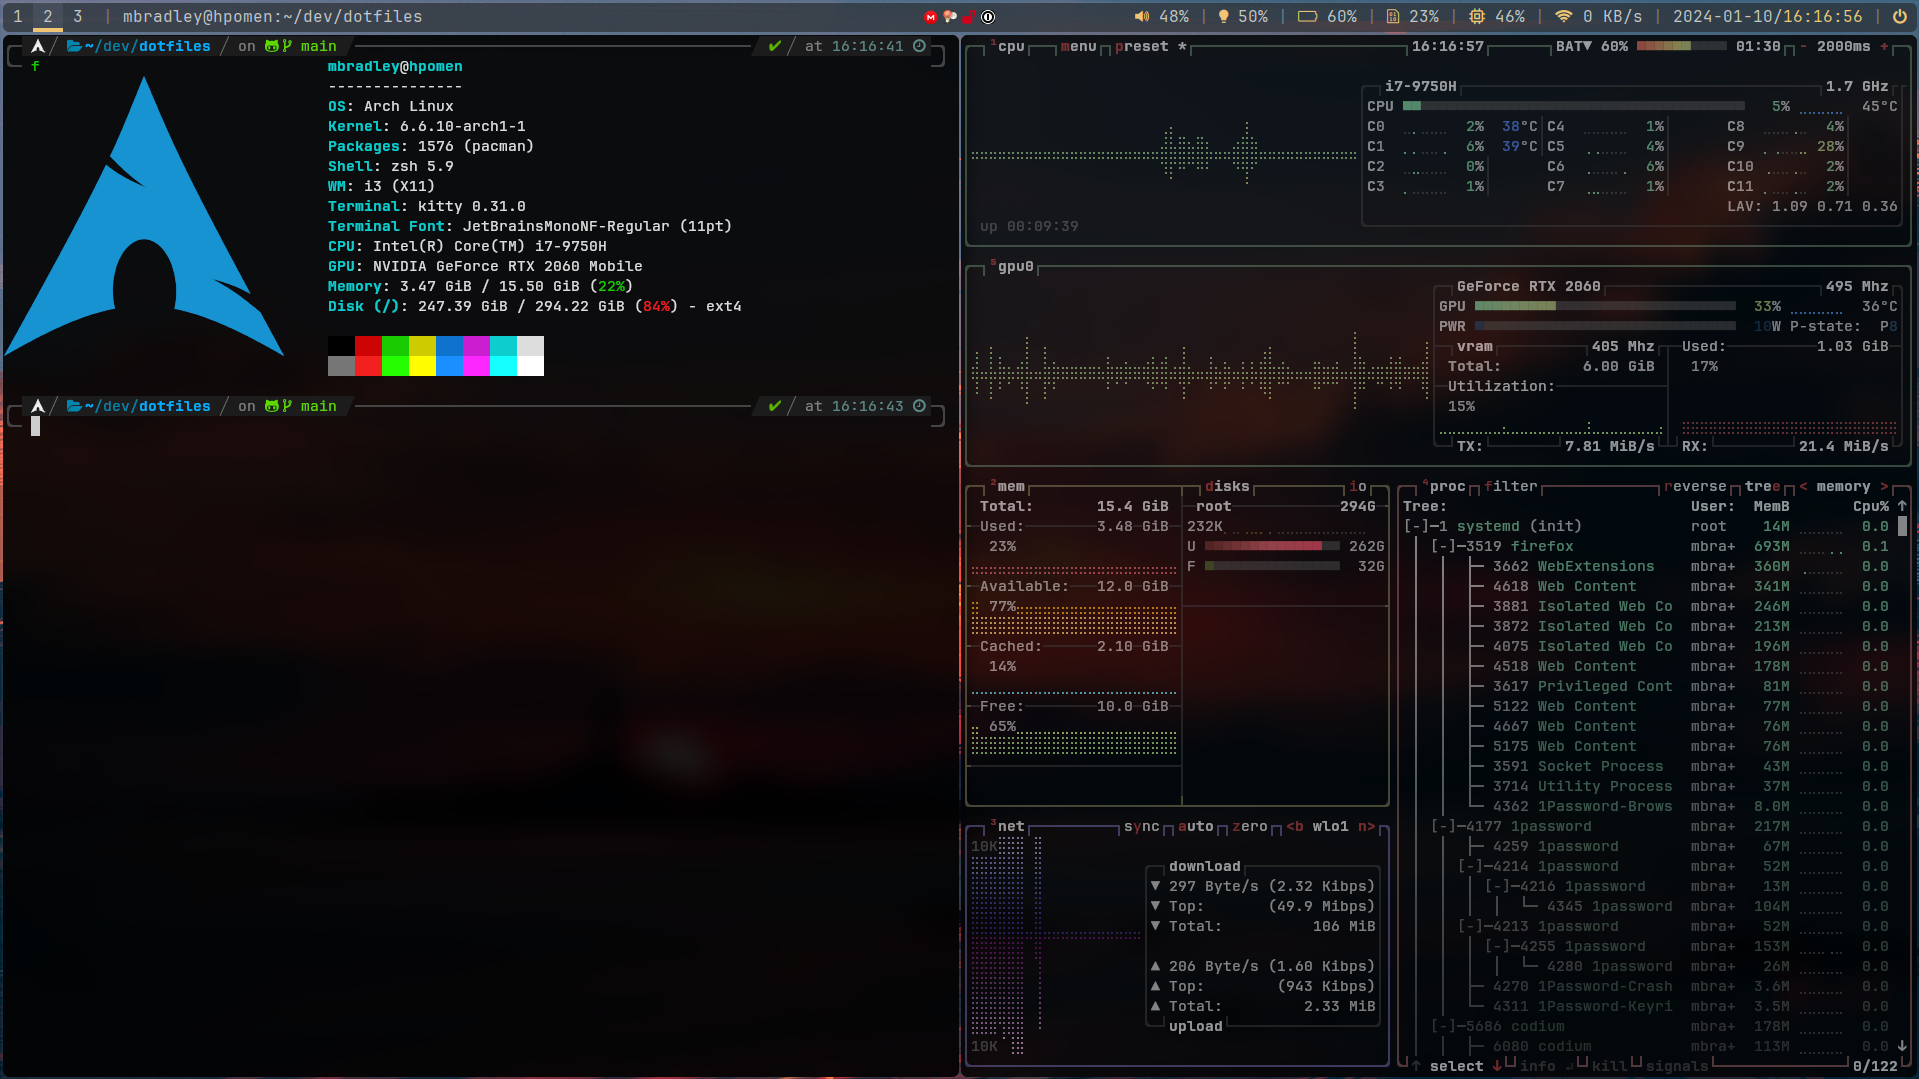 1 2 3 | mbradley@hpomen:~/dev/dotfiles
48% | 50% | 60% | 23% | 46% | 0 KB/s | 2024-01-10/16:16:56 |
~/dev/dotfiles on main ✔ at 16:16:41
f
mbradley@hpomen
---------------
OS: Arch Linux
Kernel: 6.6.10-arch1-1
Packages: 1576 (pacman)
Shell: zsh 5.9
WM: i3 (X11)
Terminal: kitty 0.31.0
Terminal Font: JetBrainsMonoNF-Regular (11pt)
CPU: Intel(R) Core(TM) i7-9750H
GPU: NVIDIA GeForce RTX 2060 Mobile
Memory: 3.47 GiB / 15.50 GiB (22%)
Disk (/): 247.39 GiB / 294.22 GiB (84%) - ext4
~/dev/dotfiles on main ✔ at 16:16:43
¹cpu menu preset * 16:16:57 BAT▼ 60% 01:30 - 2000ms +
i7-9750H 1.7 GHz
CPU 5% 45°C
C0 2% 38°C C4 1% C8 4%
C1 6% 39°C C5 4% C9 28%
C2 0% C6 6% C10 2%
C3 1% C7 1% C11 2%
LAV: 1.09 0.71 0.36
up 00:09:39
⁵gpu0
GeForce RTX 2060 495 Mhz
GPU 33% 36°C
PWR 10W P-state: P8
vram 405 Mhz Used: 1.03 GiB
Total: 6.00 GiB 17%
Utilization:
15%
TX: 7.81 MiB/s RX: 21.4 MiB/s
²mem
Total: 15.4 GiB
Used: 3.48 GiB
23%
Available: 12.0 GiB
77%
Cached: 2.10 GiB
14%
Free: 10.0 GiB
65%
disks io
root 294G
232K
U 262G
F 32G
³net sync auto zero <b wlo1 n>
10K
download
▼ 297 Byte/s (2.32 Kibps)
▼ Top: (49.9 Mibps)
▼ Total: 106 MiB
▲ 206 Byte/s (1.60 Kibps)
▲ Top: (943 Kibps)
▲ Total: 2.33 MiB
upload
10K
⁴proc filter reverse tree < memory >
Tree: User: MemB Cpu% ↑
[-]─1 systemd (init) root 14M 0.0
[-]─3519 firefox mbra+ 693M 0.1
3662 WebExtensions mbra+ 360M 0.0
4618 Web Content mbra+ 341M 0.0
3881 Isolated Web Co mbra+ 246M 0.0
3872 Isolated Web Co mbra+ 213M 0.0
4075 Isolated Web Co mbra+ 196M 0.0
4518 Web Content mbra+ 178M 0.0
3617 Privileged Cont mbra+ 81M 0.0
5122 Web Content mbra+ 77M 0.0
4667 Web Content mbra+ 76M 0.0
5175 Web Content mbra+ 76M 0.0
3591 Socket Process mbra+ 43M 0.0
3714 Utility Process mbra+ 37M 0.0
4362 1Password-Brows mbra+ 8.0M 0.0
[-]─4177 1password mbra+ 217M 0.0
4259 1password mbra+ 67M 0.0
[-]─4214 1password mbra+ 52M 0.0
[-]─4216 1password mbra+ 13M 0.0
4345 1password mbra+ 104M 0.0
[-]─4213 1password mbra+ 52M 0.0
[-]─4255 1password mbra+ 153M 0.0
4280 1password mbra+ 26M 0.0
4270 1Password-Crash mbra+ 3.6M 0.0
4311 1Password-Keyri mbra+ 3.5M 0.0
[-]─5686 codium mbra+ 178M 0.0
6080 codium mbra+ 113M 0.0 ↓
↑ select ↓ info ↲ kill signals 0/122